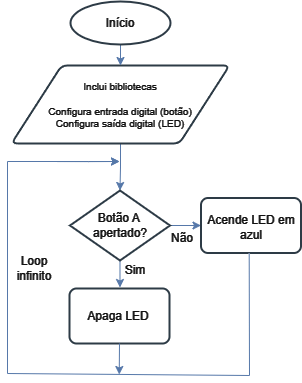 Início
Inclui bibliotecas
Configura entrada digital (botão)
Configura saída digital (LED)
Botão A
apertado?
Não
Acende LED em
azul
Loop
infinito
Sim
Apaga LED